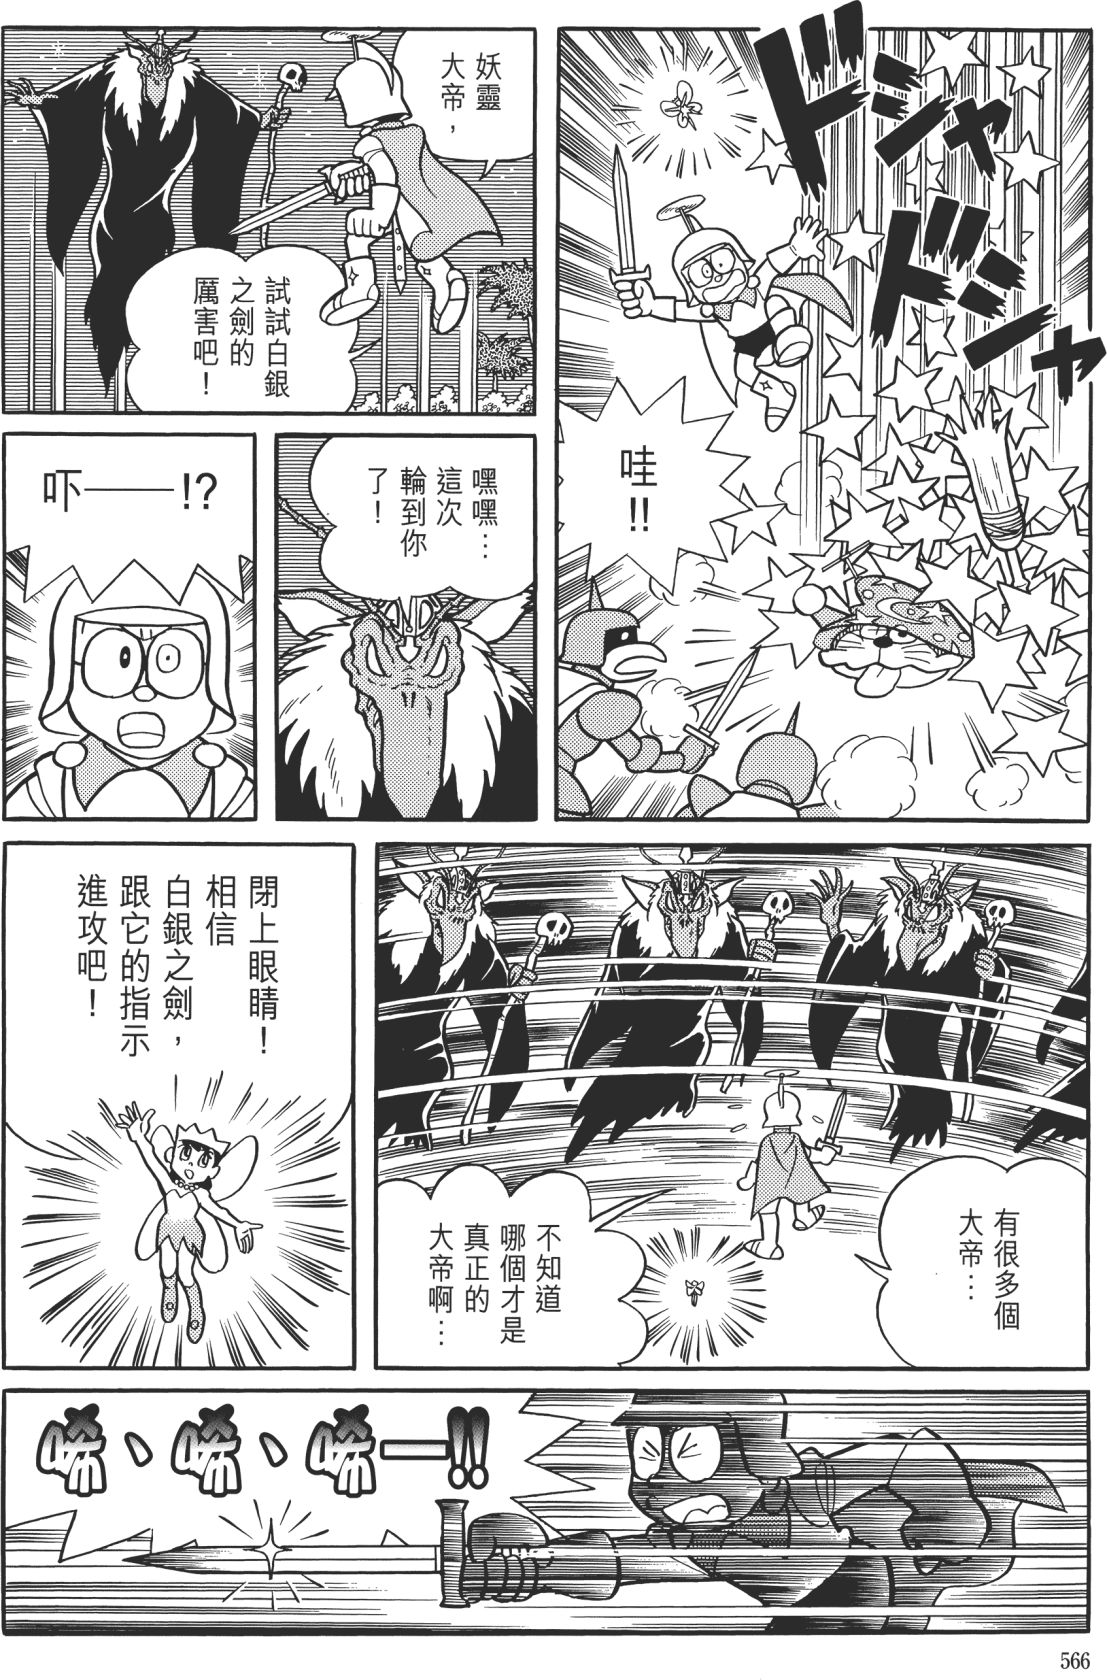 ドシャ
ドシャ
哇!!
妖靈
大帝，
試試白銀
之劍的
厲害吧！
嘿嘿…
這次
輪到你
了！
吓——!?
有很多個
大帝…
不知道
哪個才是
真正的
大帝啊…
閉上眼睛！
相信
白銀之劍，
跟它的指示
進攻吧！
唏、唏、唏—!!
566